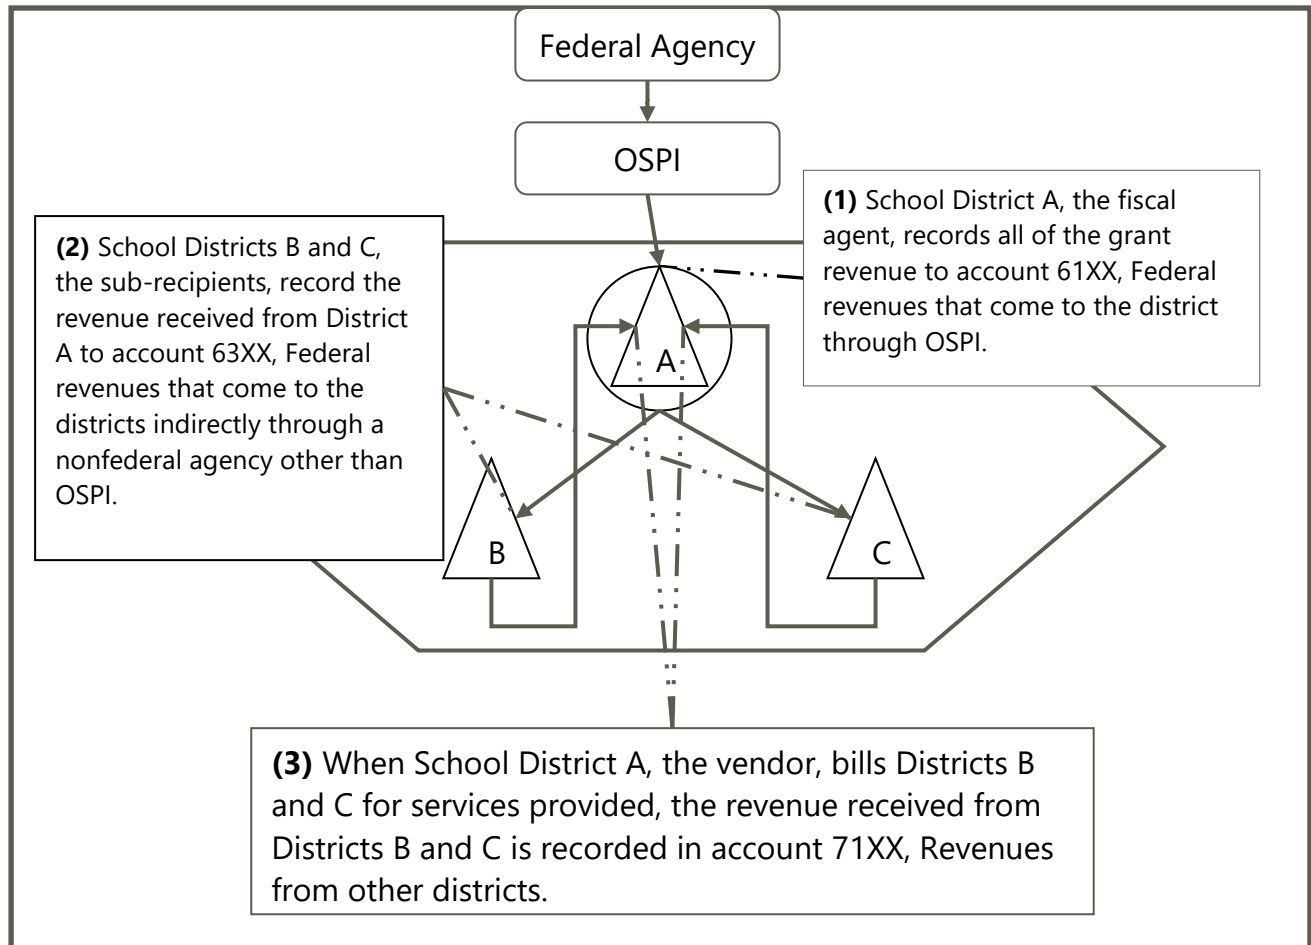 Federal Agency
OSPI
(1) School District A, the fiscal
agent, records all of the grant
revenue to account 61XX, Federal
revenues that come to the district
through OSPI.
(2) School Districts B and C,
the sub-recipients, record the
revenue received from District
A to account 63XX, Federal
revenues that come to the
districts indirectly through a
nonfederal agency other than
OSPI.
A
B
C
(3) When School District A, the vendor, bills Districts B
and C for services provided, the revenue received from
Districts B and C is recorded in account 71XX, Revenues
from other districts.